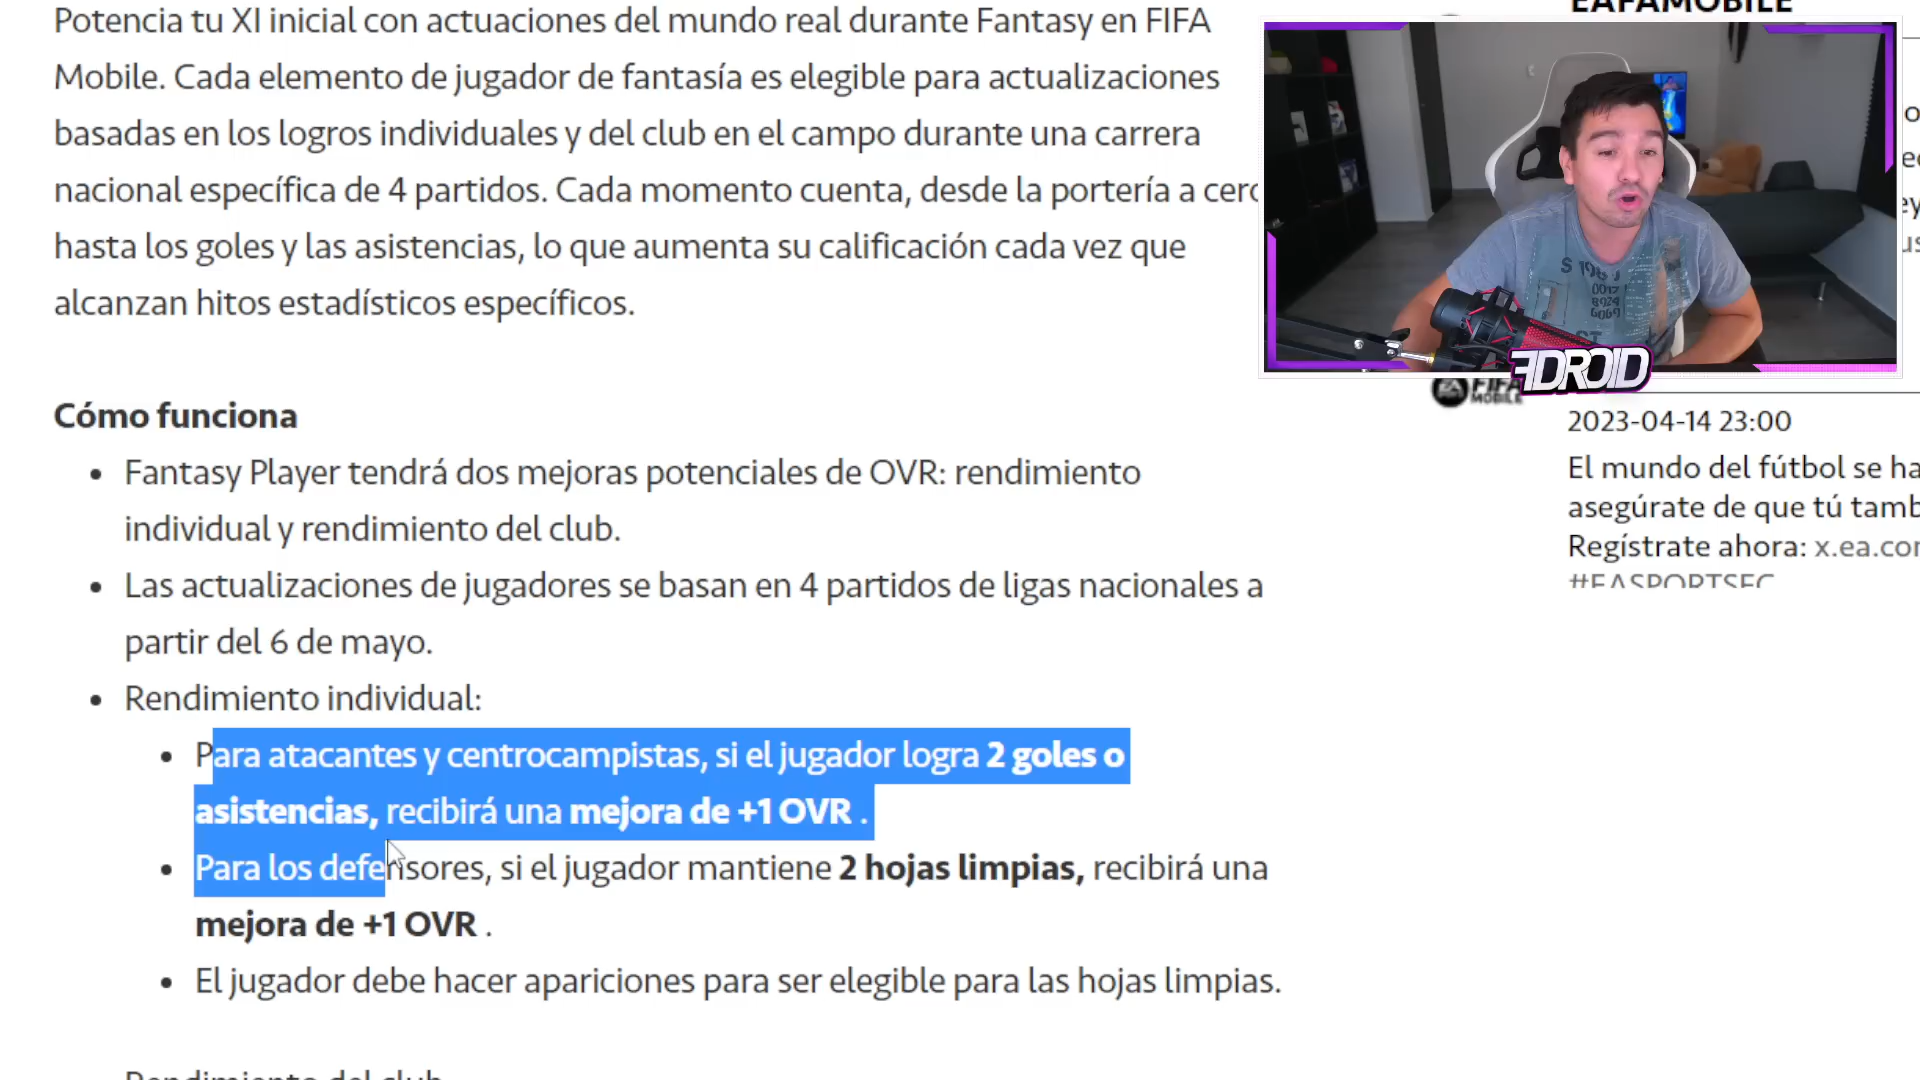 Potencia tu XI inicial con actuaciones del mundo real durante Fantasy en FIFA
Mobile. Cada elemento de jugador de fantasía es elegible para actualizaciones
basadas en los logros individuales y del club en el campo durante una carrera
nacional específica de 4 partidos. Cada momento cuenta, desde la portería a cero
hasta los goles y las asistencias, lo que aumenta su calificación cada vez que
alcanzan hitos estadísticos específicos.
Cómo funciona
Fantasy Player tendrá dos mejoras potenciales de OVR: rendimiento
individual y rendimiento del club.
Las actualizaciones de jugadores se basan en 4 partidos de ligas nacionales a
partir del 6 de mayo.
Rendimiento individual:
Para atacantes y centrocampistas, si el jugador logra 2 goles o
asistencias, recibirá una mejora de +1 OVR .
Para los defensores, si el jugador mantiene 2 hojas limpias, recibirá una
mejora de +1 OVR .
El jugador debe hacer apariciones para ser elegible para las hojas limpias.
Rendimiento del club
EAFAMOBILE
FDROID
FIFA
MOBILE
2023-04-14 23:00
El mundo del fútbol se ha
asegúrate de que tú tamb
Regístrate ahora: x.ea.co
#EASPORTSFC